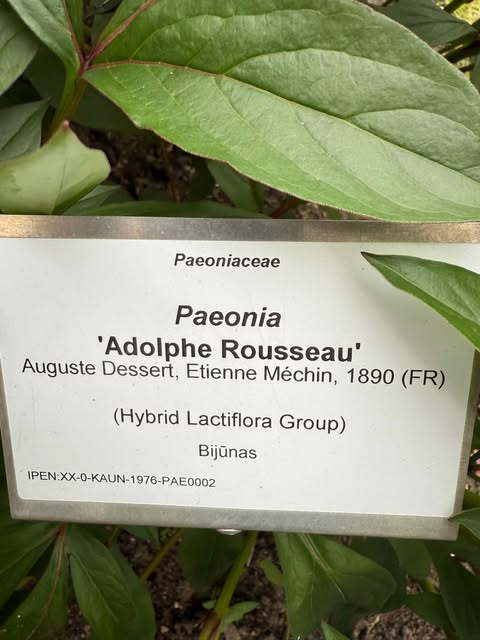 Paeoniaceae
Paeonia
'Adolphe Rousseau'
Auguste Dessert, Etienne Méchin, 1890 (FR)
(Hybrid Lactiflora Group)
Bijūnas
IPEN:XX-0-KAUN-1976-PAE0002